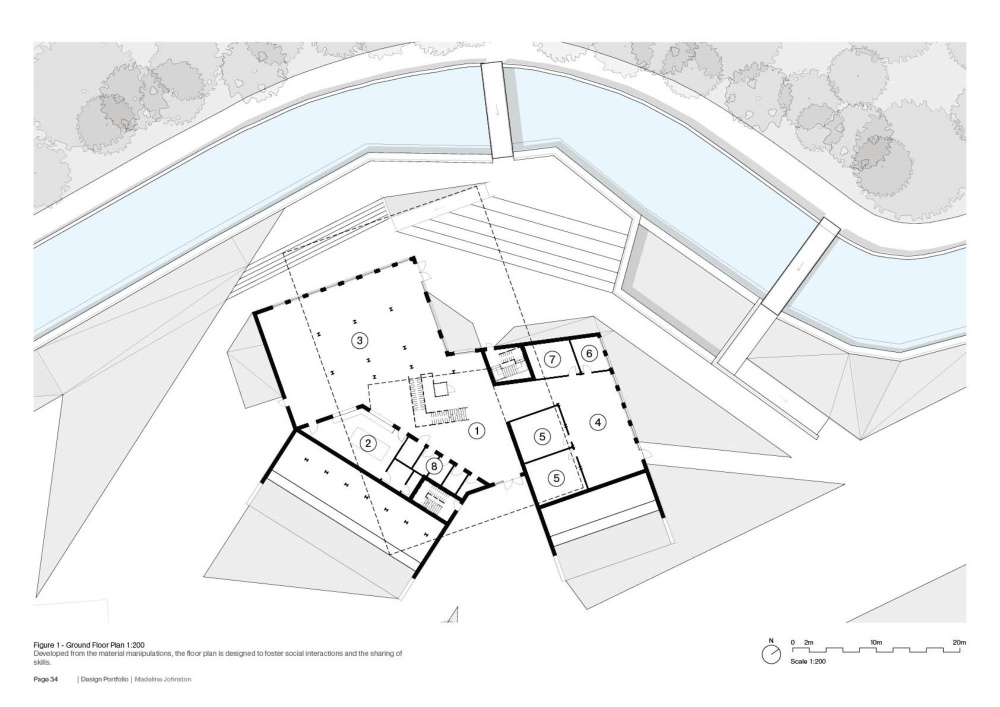 3
7
6
4
1
5
2
8
5
Figure 1 - Ground Floor Plan 1:200
Developed from the material manipulations, the floor plan is designed to foster social interactions and the sharing of
skills.
Page 34 | Design Portfolio | Madeline Johnston
N
0 2m 10m 20m
Scale 1:200